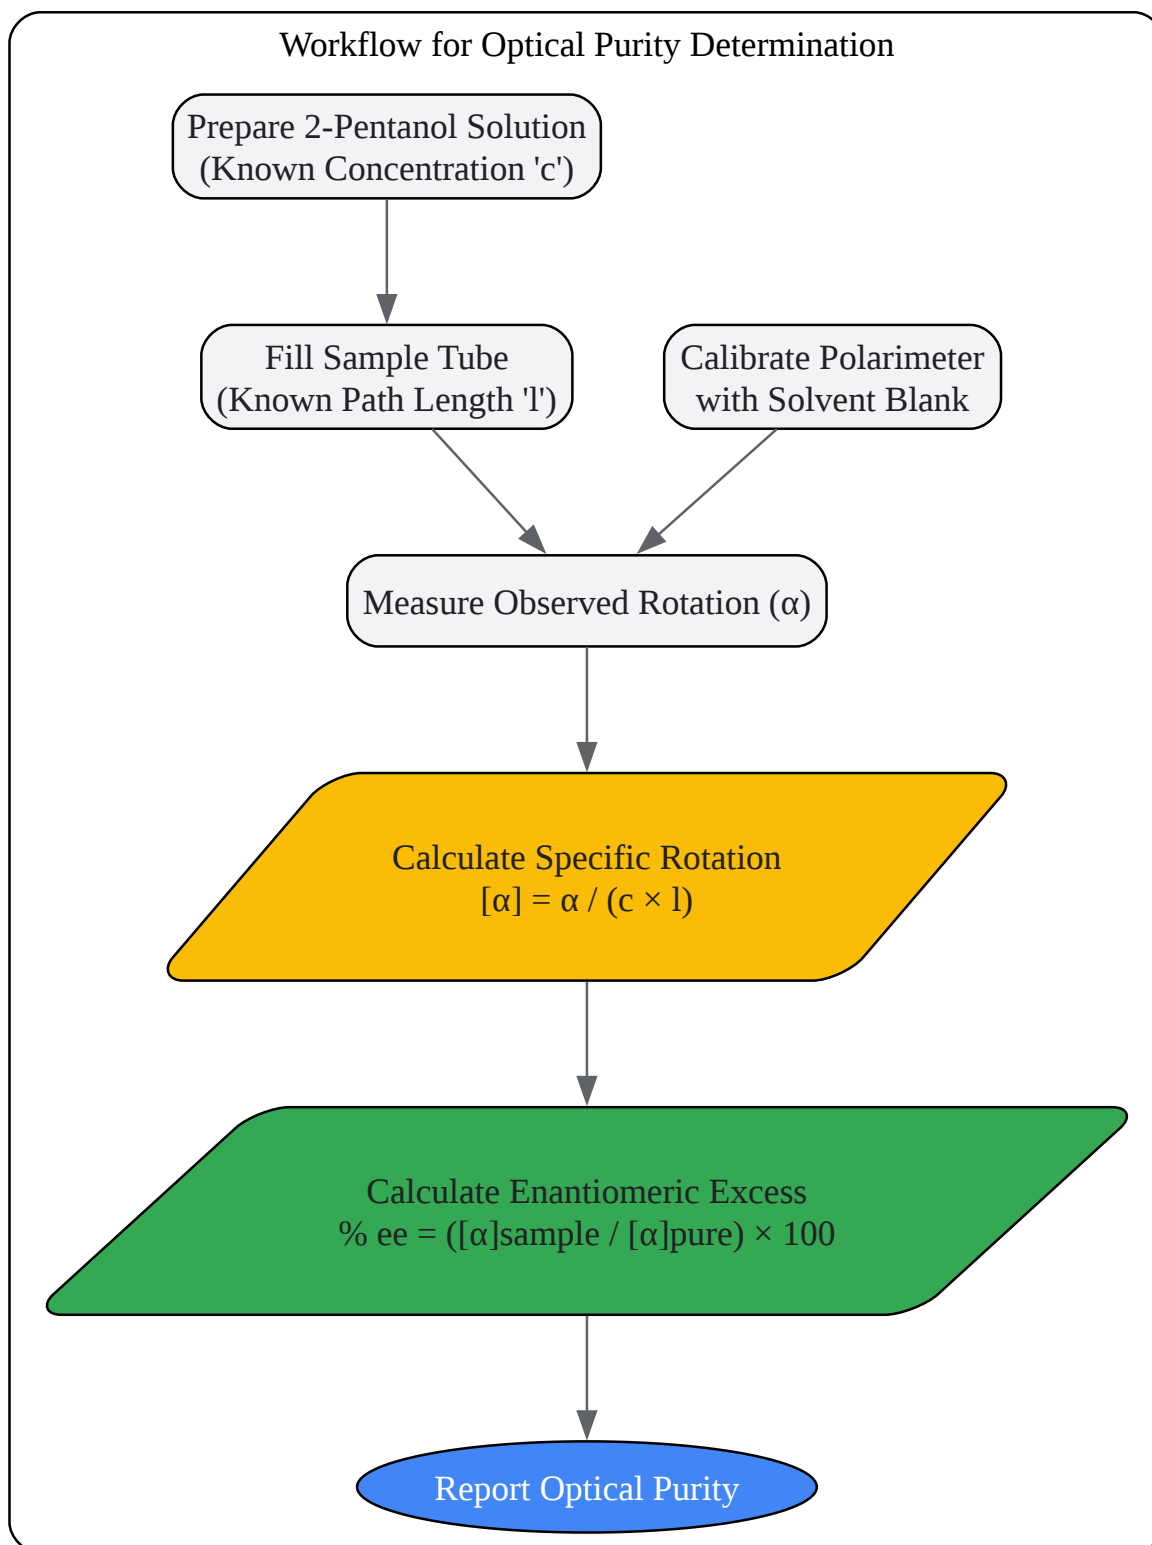 Workflow for Optical Purity Determination
Prepare 2-Pentanol Solution
(Known Concentration 'c')
Fill Sample Tube
(Known Path Length 'l')
Calibrate Polarimeter
with Solvent Blank
Measure Observed Rotation (α)
Calculate Specific Rotation
[α] = α / (c × l)
Calculate Enantiomeric Excess
% ee = ([α]sample / [α]pure) × 100
Report Optical Purity